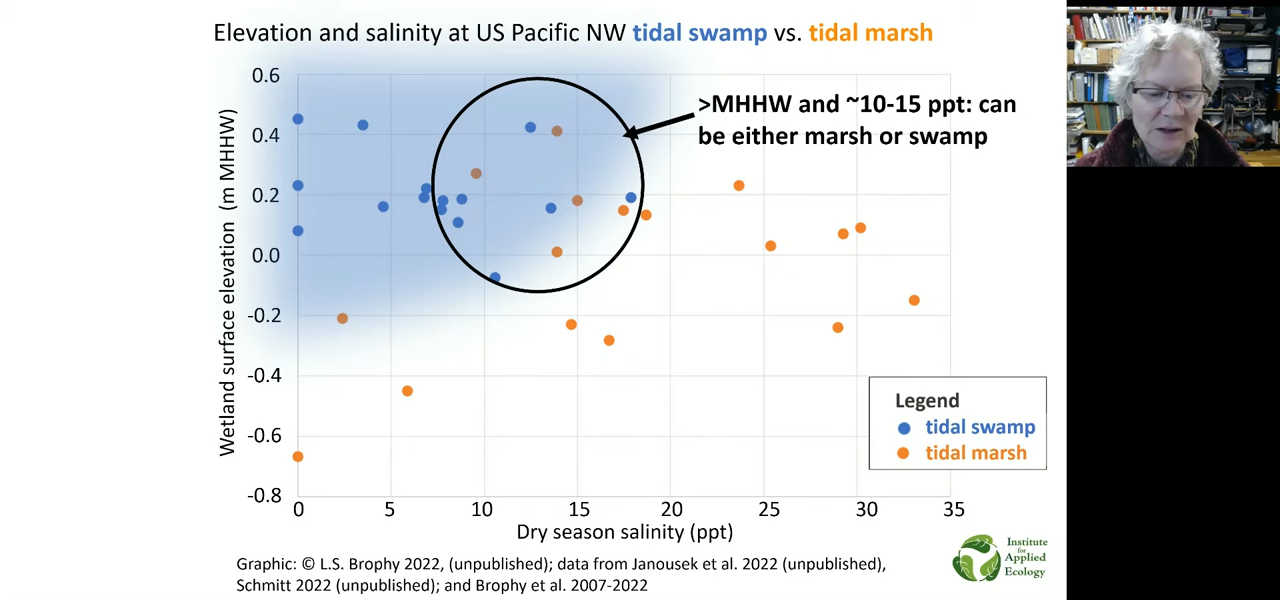 Elevation and salinity at US Pacific NW tidal swamp vs. tidal marsh
Wetland surface elevation (m MHHW)
0.6
0.4
0.2
0.0
-0.2
-0.4
-0.6
-0.8
>MHHW and ~10-15 ppt: can
be either marsh or swamp
Legend
tidal swamp
tidal marsh
0 5 10 15 20 25 30 35
Dry season salinity (ppt)
Graphic: © L.S. Brophy 2022, (unpublished); data from Janousek et al. 2022 (unpublished),
Schmitt 2022 (unpublished); and Brophy et al. 2007-2022
Institute
for
Applied
Ecology